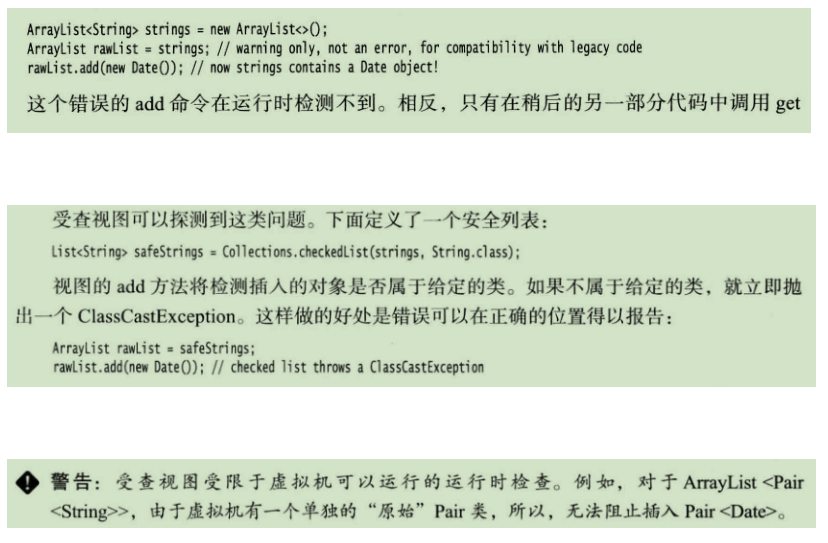 ArrayList<String> strings = new ArrayList<>();
ArrayList rawList = strings; // warning only, not an error, for compatibility with legacy code
rawList.add(new Date()); // now strings contains a Date object!
这个错误的 add 命令在运行时检测不到。相反，只有在稍后的另一部分代码中调用 get
受查视图可以探测到这类问题。下面定义了一个安全列表：
List<String> safeStrings = Collections.checkedList(strings, String.class);
视图的 add 方法将检测插入的对象是否属于给定的类。如果不属于给定的类，就立即抛
出一个 ClassCastException。这样做的好处是错误可以在正确的位置得以报告：
ArrayList rawList = safeStrings;
rawList.add(new Date()); // checked list throws a ClassCastException
警告：受查视图受限于虚拟机可以运行的运行时检查。例如，对于 ArrayList <Pair
<String>>，由于虚拟机有一个单独的“原始”Pair 类，所以，无法阻止插入 Pair <Date>。